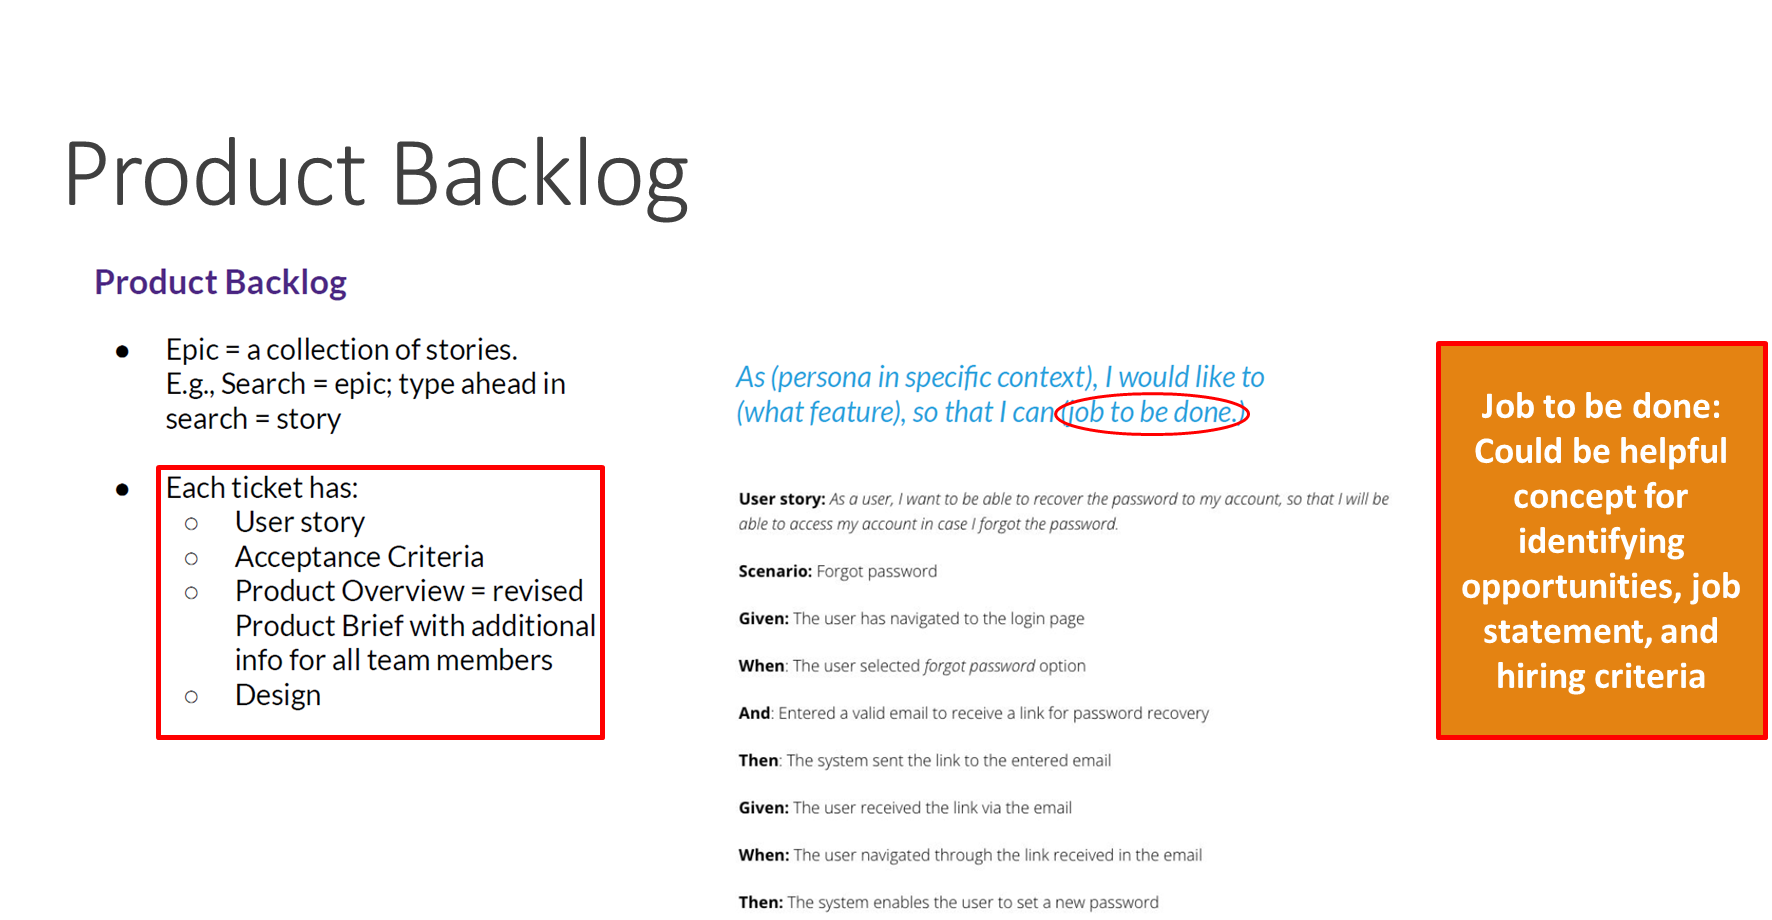 Product Backlog
Product Backlog
● Epic = a collection of stories.
E.g., Search = epic; type ahead in
search = story
● Each ticket has:
○ User story
○ Acceptance Criteria
○ Product Overview = revised
Product Brief with additional
info for all team members
○ Design
As (persona in specific context), I would like to
(what feature), so that I can (job to be done.)
User story: As a user, I want to be able to recover the password to my account, so that I will be
able to access my account in case I forgot the password.
Scenario: Forgot password
Given: The user has navigated to the login page
When: The user selected forgot password option
And: Entered a valid email to receive a link for password recovery
Then: The system sent the link to the entered email
Given: The user received the link via the email
When: The user navigated through the link received in the email
Then: The system enables the user to set a new password
Job to be done:
Could be helpful
concept for
identifying
opportunities, job
statement, and
hiring criteria